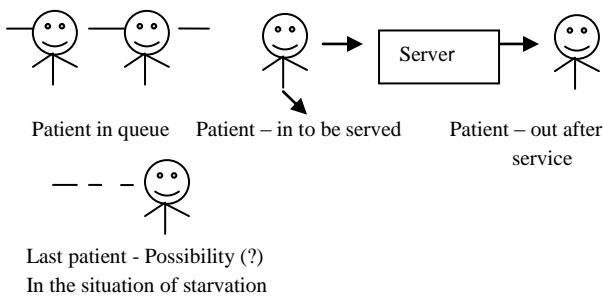 Server
Patient in queue
Patient – in to be served
Patient – out after
service
Last patient - Possibility (?)
In the situation of starvation